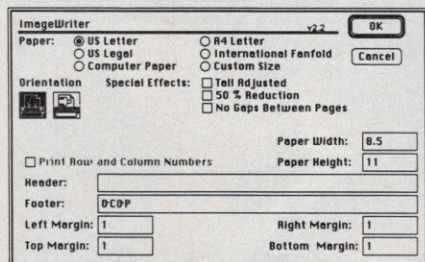 ImageWriter v2.2 OK
Paper: US Letter A4 Letter
US Legal International Fanfold Cancel
Computer Paper Custom Size
Orientation Special Effects: Tall Adjusted
50 % Reduction
No Gaps Between Pages
Paper Width: 8.5
Print Row and Column Numbers Paper Height: 11
Header:
Footer: &C&P
Left Margin: 1 Right Margin: 1
Top Margin: 1 Bottom Margin: 1